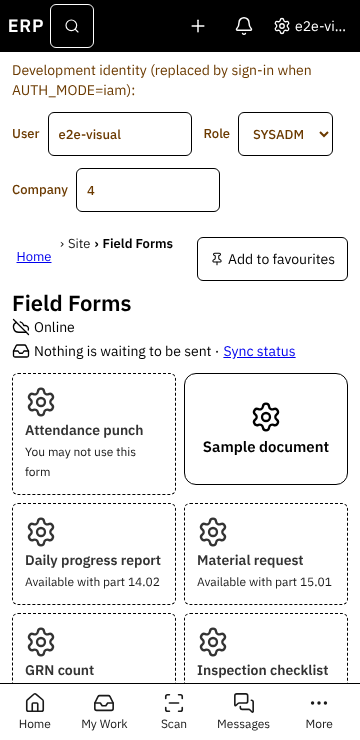 ERP
e2e-vi...
Development identity (replaced by sign-in when
AUTH_MODE=iam):
User e2e-visual Role SYSADM
Company 4
Home › Site › Field Forms
Add to favourites
Field Forms
Online
Nothing is waiting to be sent · Sync status
Attendance punch
You may not use this
form
Sample document
Daily progress report
Available with part 14.02
Material request
Available with part 15.01
GRN count
Inspection checklist
Home
My Work
Scan
Messages
More